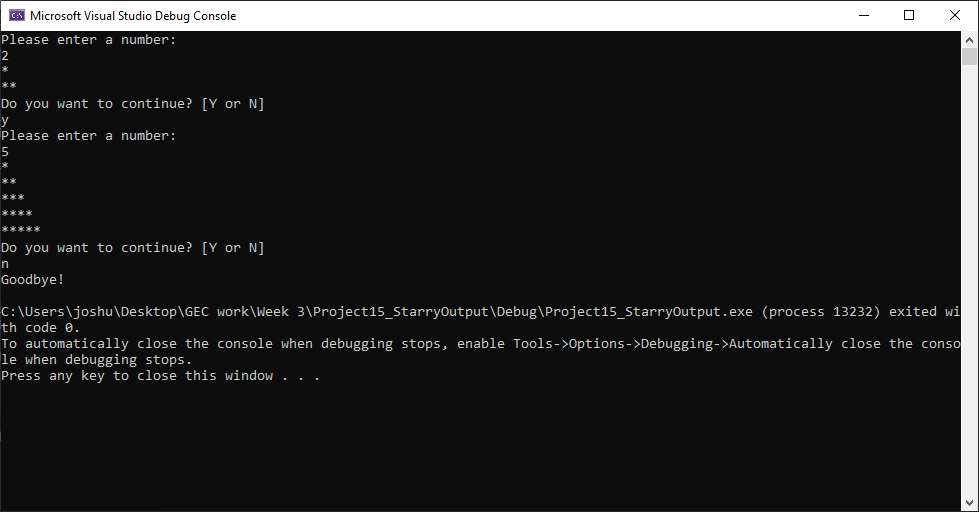 Microsoft Visual Studio Debug Console
Please enter a number:
2
*
**
Do you want to continue? [Y or N]
y
Please enter a number:
5
*
**
***
****
*****
Do you want to continue? [Y or N]
n
Goodbye!
C:\Users\joshu\Desktop\GEC work\Week 3\Project15_StarryOutput\Debug\Project15_StarryOutput.exe (process 13232) exited wi
th code 0.
To automatically close the console when debugging stops, enable Tools->Options->Debugging->Automatically close the conso
le when debugging stops.
Press any key to close this window . . .